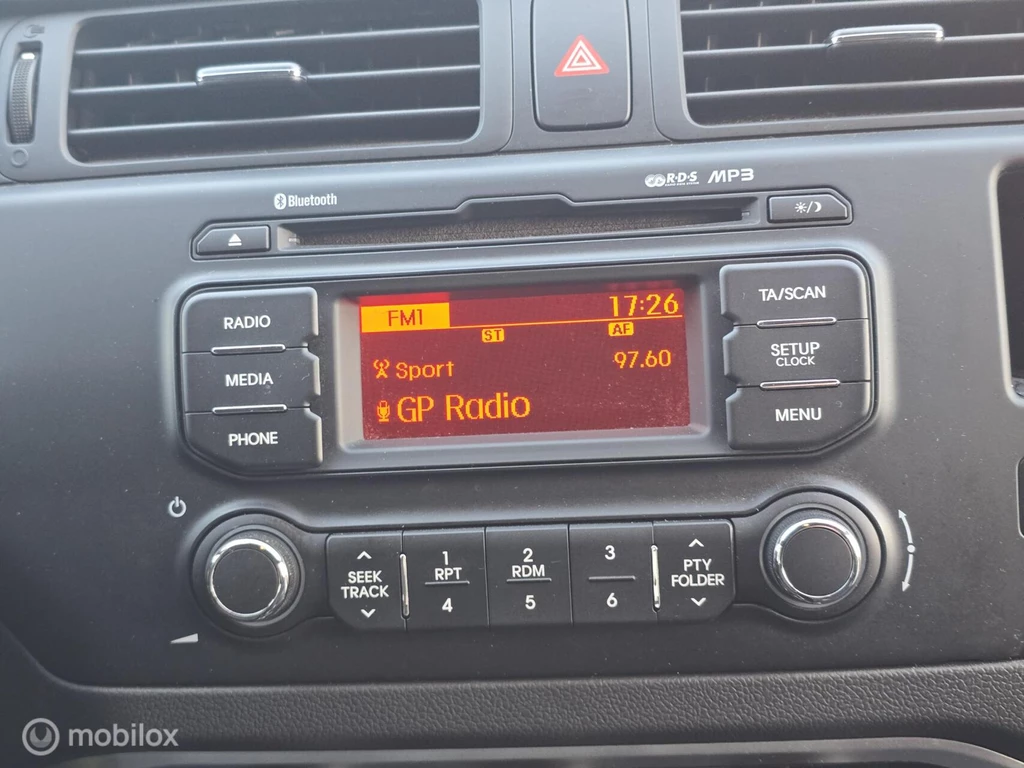 Bluetooth
R·D·S MP3
RADIO
MEDIA
PHONE
FM1 17:26
ST AF
Sport 97.60
GP Radio
TA/SCAN
SETUP
CLOCK
MENU
SEEK
TRACK
1
RPT
4
2
RDM
5
3
6
PTY
FOLDER
mobilox